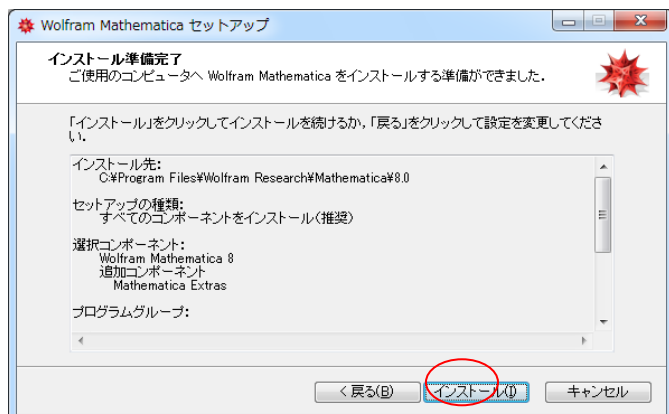 Wolfram Mathematica セットアップ
インストール準備完了
ご使用のコンピュータへ Wolfram Mathematica をインストールする準備ができました.
「インストール」をクリックしてインストールを続けるか，「戻る」をクリックして設定を変更してくださ
い.
インストール先:
C:¥Program Files¥Wolfram Research¥Mathematica¥8.0
セットアップの種類:
すべてのコンポーネントをインストール(推奨)
選択コンポーネント:
Wolfram Mathematica 8
追加コンポーネント
Mathematica Extras
プログラムグループ:
< 戻る(B) インストール(I) キャンセル